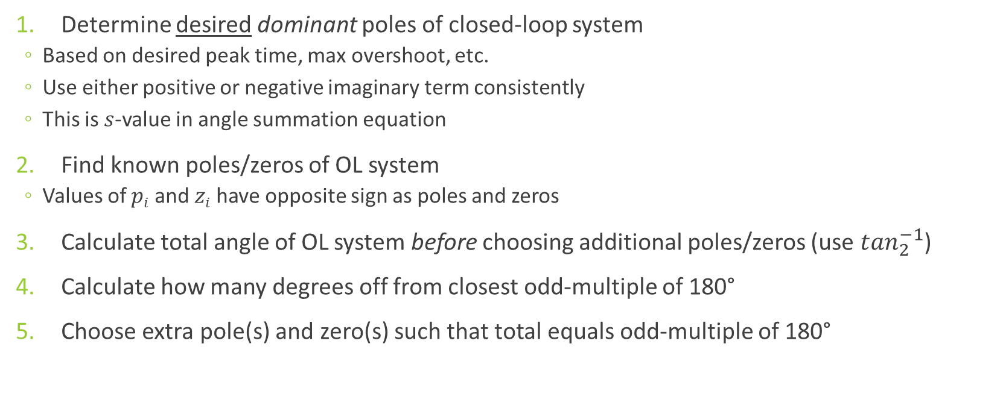 1. Determine desired dominant poles of closed-loop system
◦ Based on desired peak time, max overshoot, etc.
◦ Use either positive or negative imaginary term consistently
◦ This is s-value in angle summation equation
2. Find known poles/zeros of OL system
◦ Values of pᵢ and zᵢ have opposite sign as poles and zeros
3. Calculate total angle of OL system before choosing additional poles/zeros (use tan₂⁻¹)
4. Calculate how many degrees off from closest odd-multiple of 180°
5. Choose extra pole(s) and zero(s) such that total equals odd-multiple of 180°